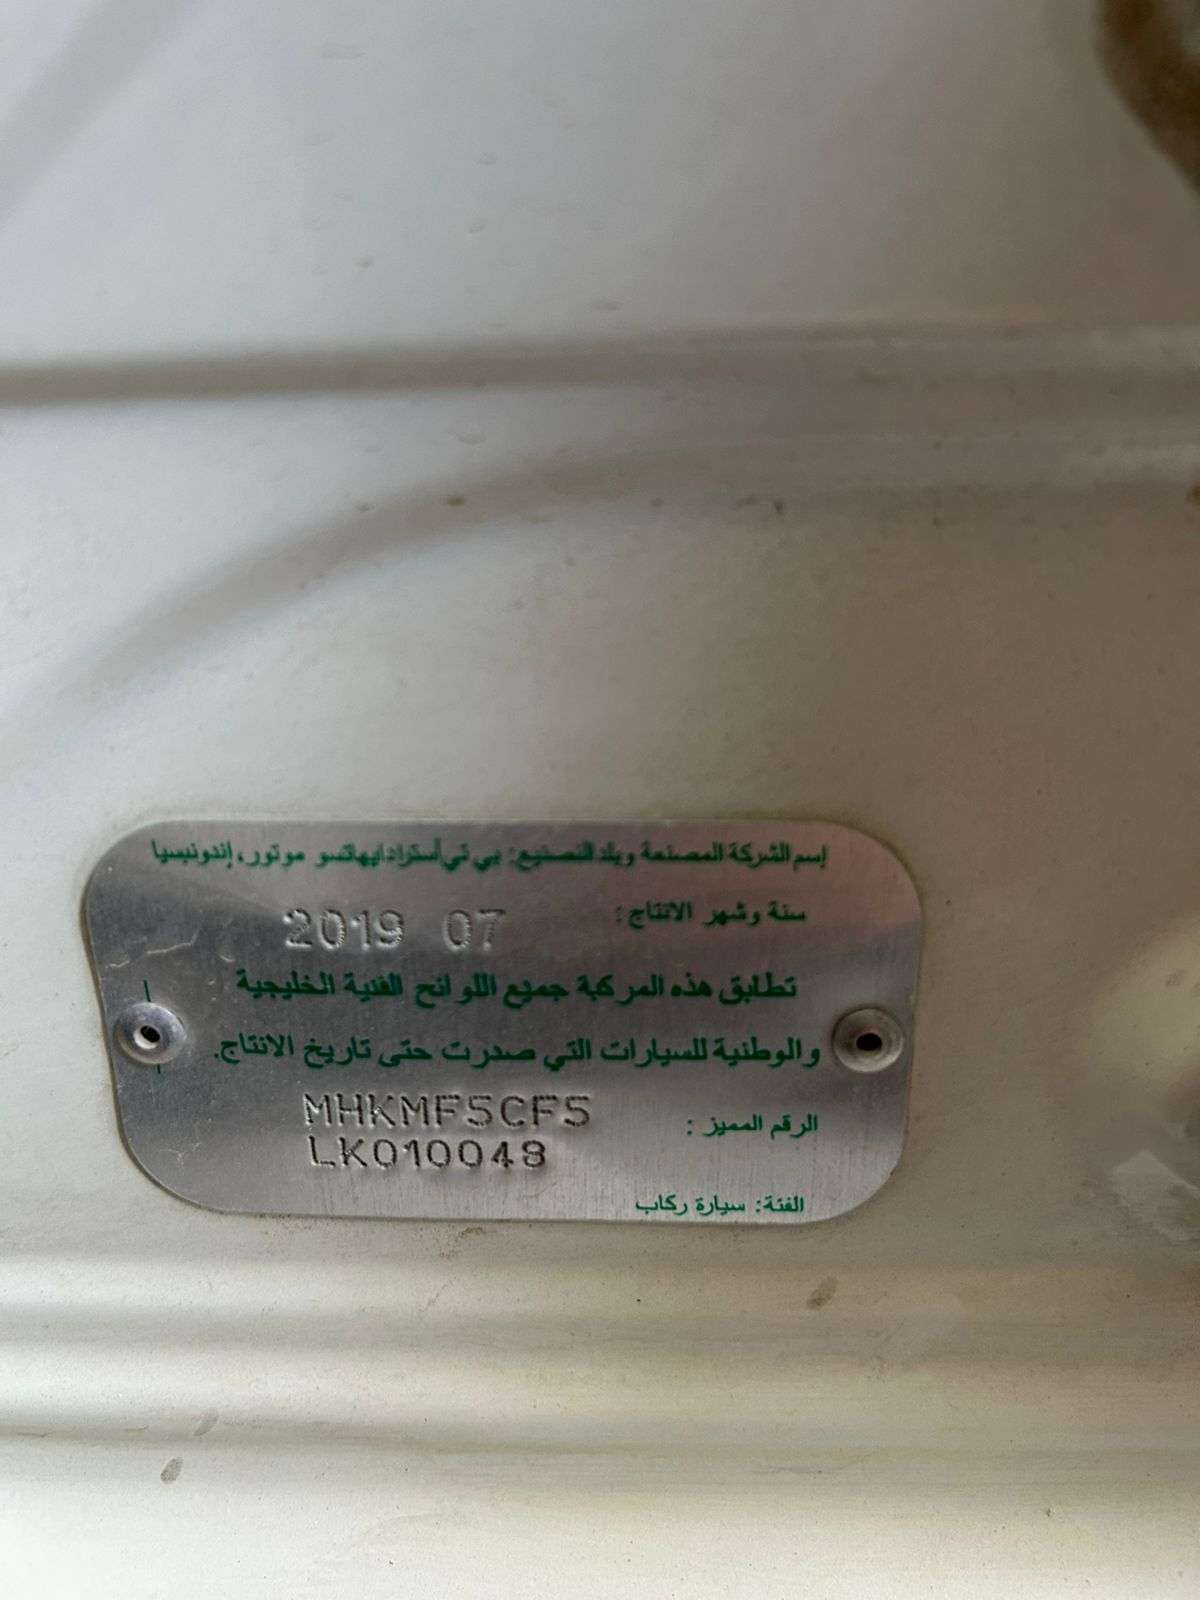 إسم الشركة المصنعة وبلد التصنيع: بي تي أسترا دايهاتسو موتور، إندونيسيا
سنة وشهر الانتاج: 2019 07
تطابق هذه المركبة جميع اللوائح الفنية الخليجية
والوطنية للسيارات التي صدرت حتى تاريخ الانتاج.
الرقم المميز : MHKMF5CF5
LK010048
الفئة: سيارة ركاب